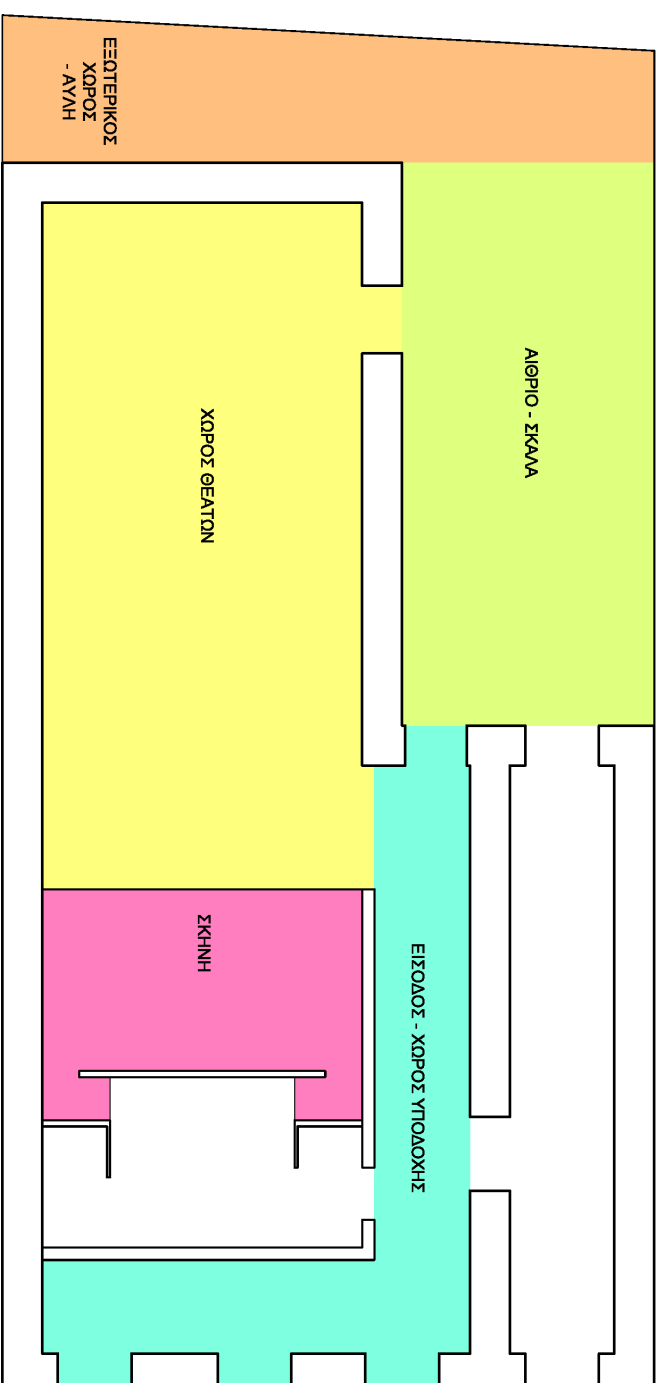 ΕΞΩΤΕΡΙΚΟΣ
ΧΩΡΟΣ
- ΑΥΛΗ
ΑΙΘΡΙΟ - ΣΚΑΛΑ
ΧΩΡΟΣ ΘΕΑΤΩΝ
ΣΚΗΝΗ
ΕΙΣΟΔΟΣ - ΧΩΡΟΣ ΥΠΟΔΟΧΗΣ